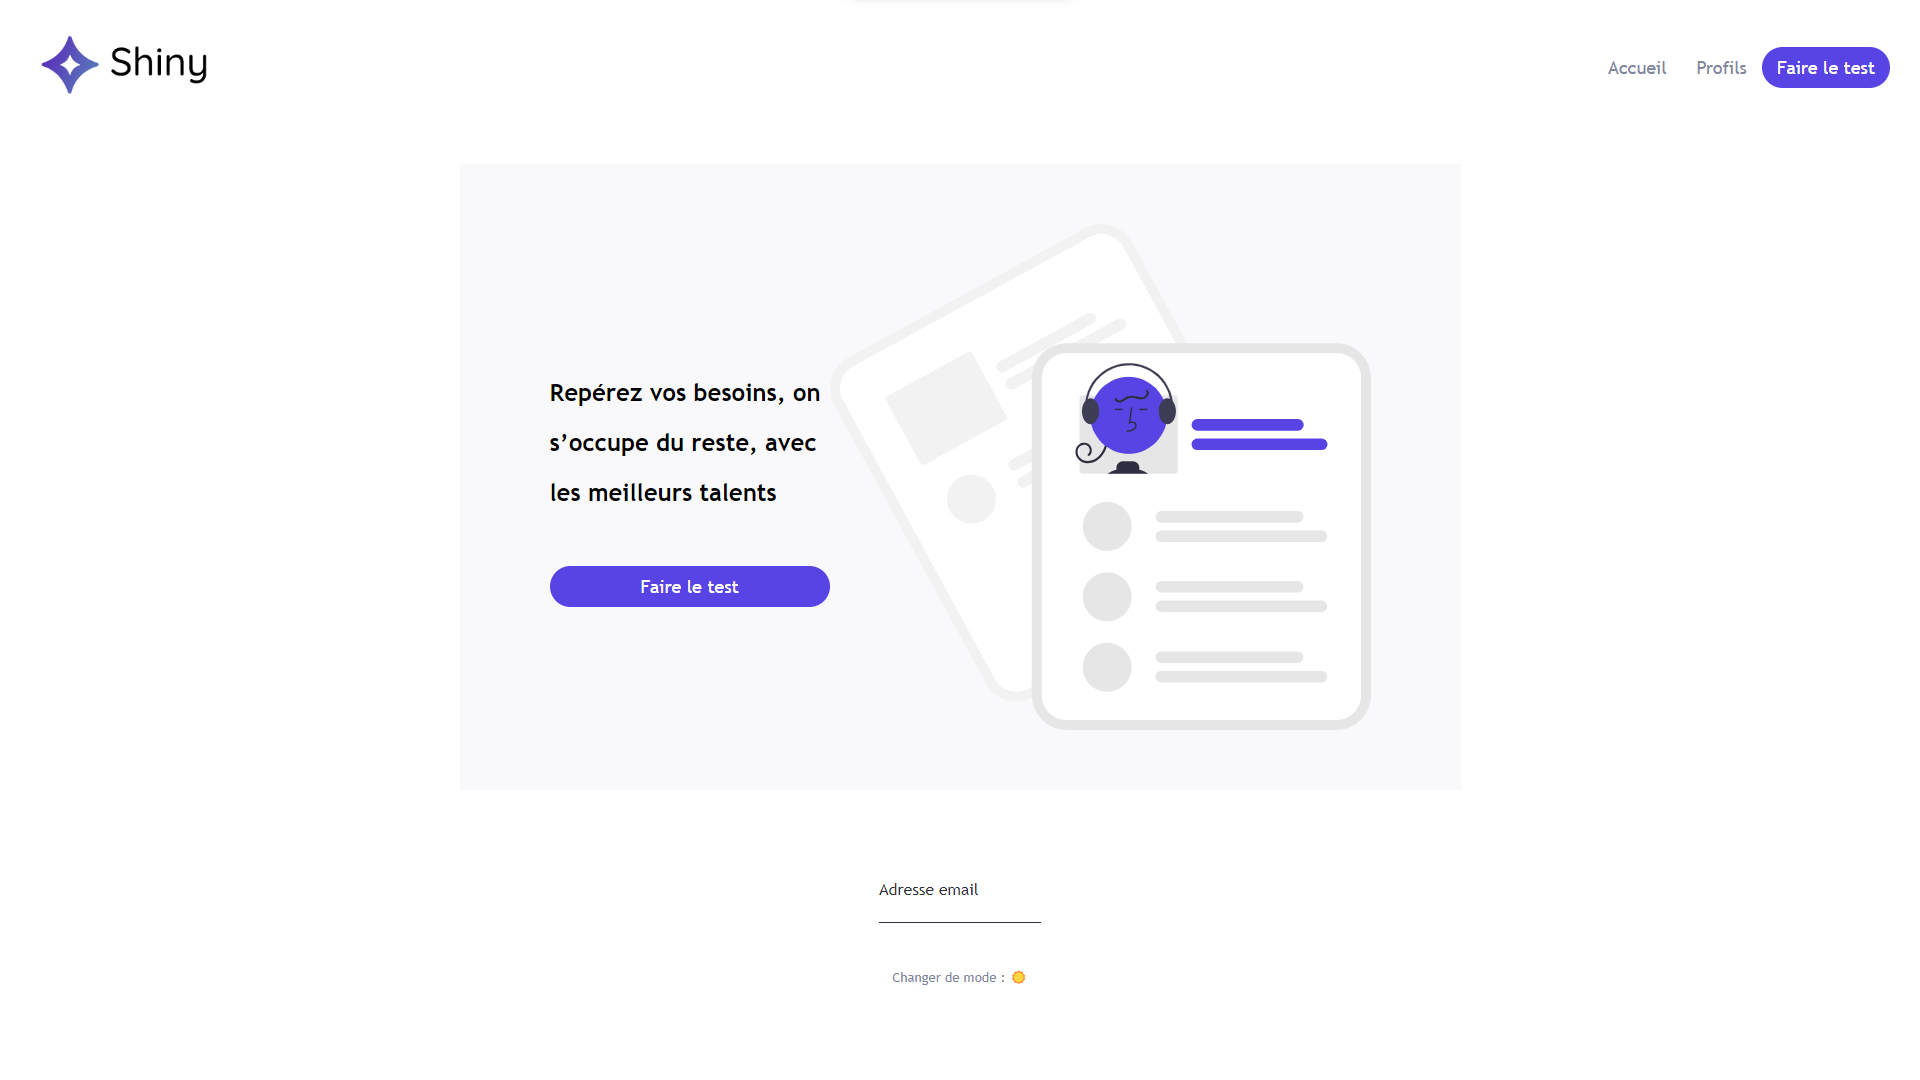 Shiny
Accueil
Profils
Faire le test
Repérez vos besoins, on
s’occupe du reste, avec
les meilleurs talents
Faire le test
Adresse email
Changer de mode : ☀️